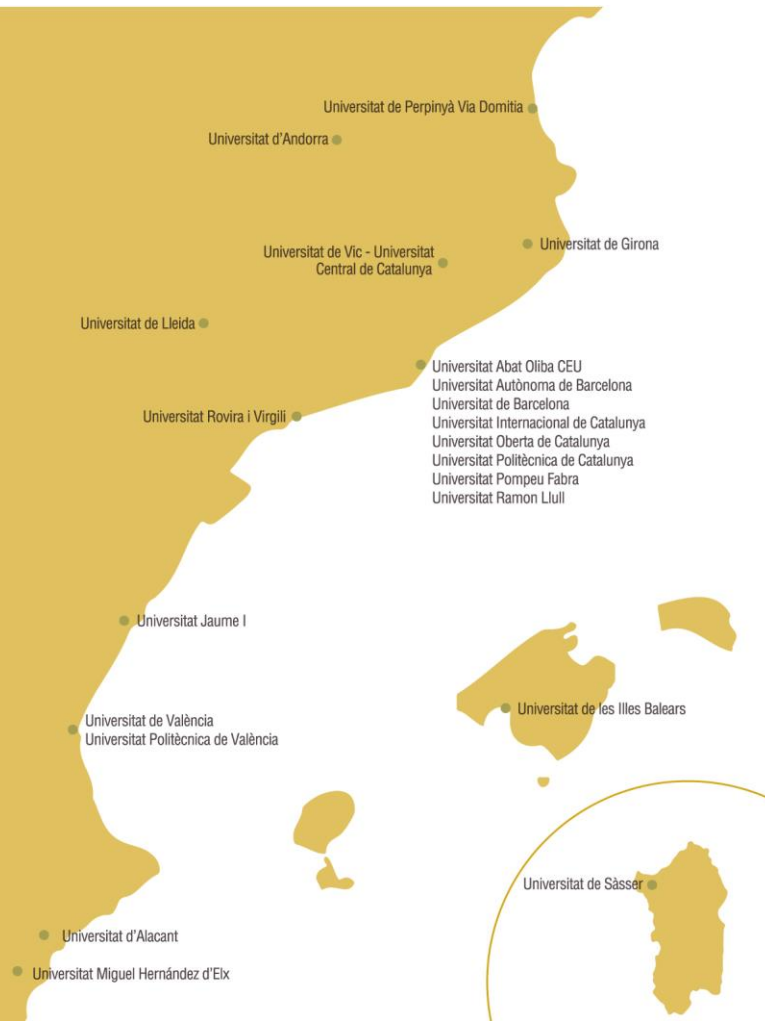 Universitat de Perpinyà Via Domitia
Universitat d'Andorra
Universitat de Girona
Universitat de Vic - Universitat
Central de Catalunya
Universitat de Lleida
Universitat Abat Oliba CEU
Universitat Autònoma de Barcelona
Universitat de Barcelona
Universitat Internacional de Catalunya
Universitat Oberta de Catalunya
Universitat Politècnica de Catalunya
Universitat Pompeu Fabra
Universitat Ramon Llull
Universitat Rovira i Virgili
Universitat Jaume I
Universitat de les Illes Balears
Universitat de València
Universitat Politècnica de València
Universitat de Sàsser
Universitat d'Alacant
Universitat Miguel Hernández d'Elx